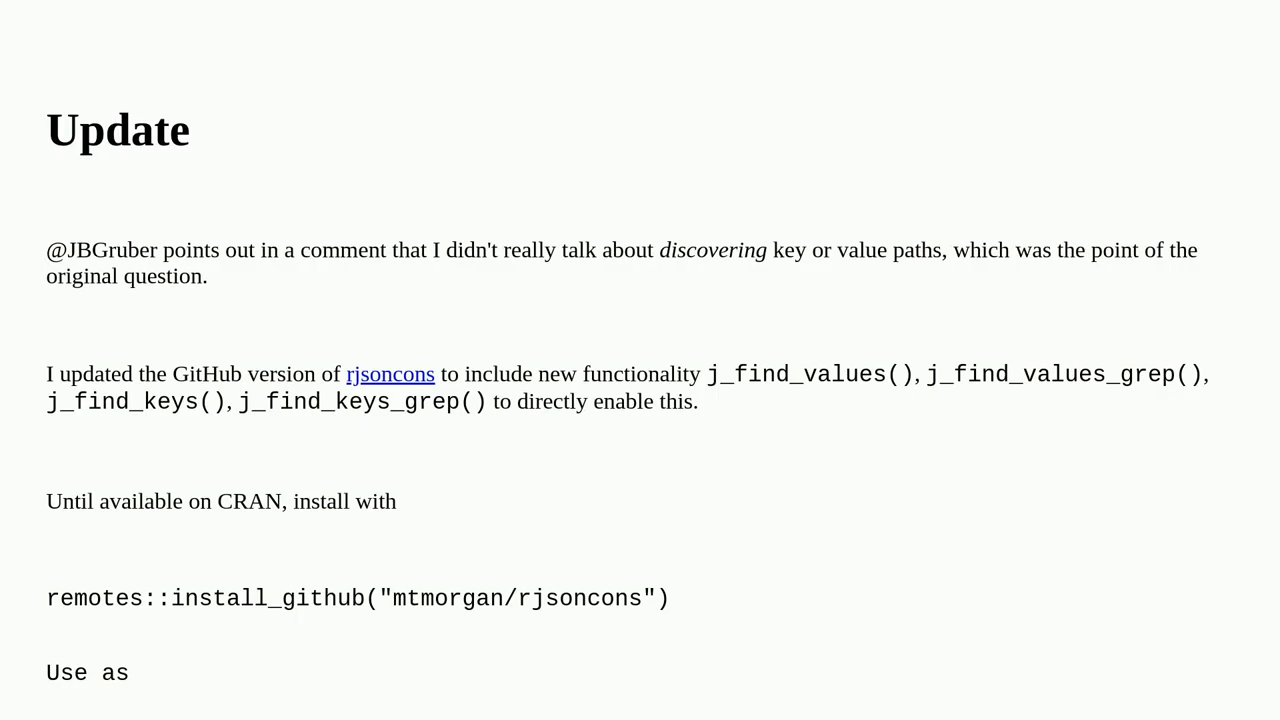 Update
@JBGruber points out in a comment that I didn't really talk about discovering key or value paths, which was the point of the
original question.
I updated the GitHub version of rjsoncons to include new functionality j_find_values(), j_find_values_grep(),
j_find_keys(), j_find_keys_grep() to directly enable this.
Until available on CRAN, install with
remotes::install_github("mtmorgan/rjsoncons")
Use as